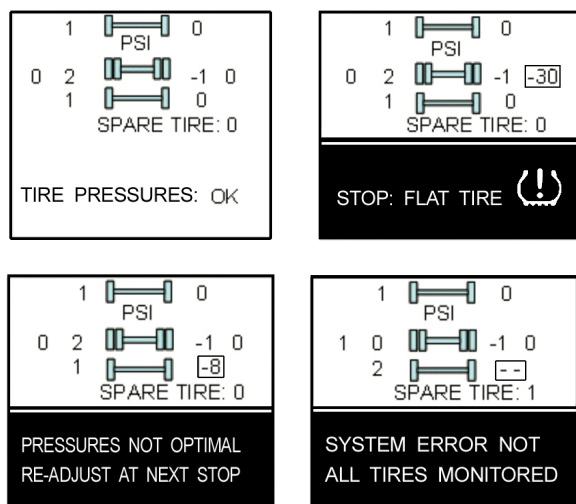 1 0
PSI
0 2 -1 0
1 0
SPARE TIRE: 0
TIRE PRESSURES: OK
1 0
PSI
0 2 -1 -30
1 0
SPARE TIRE: 0
STOP: FLAT TIRE (!)
1 0
PSI
0 2 -1 0
1 -8
SPARE TIRE: 0
PRESSURES NOT OPTIMAL
RE-ADJUST AT NEXT STOP
1 0
PSI
1 0 -1 0
2 --
SPARE TIRE: 1
SYSTEM ERROR NOT
ALL TIRES MONITORED